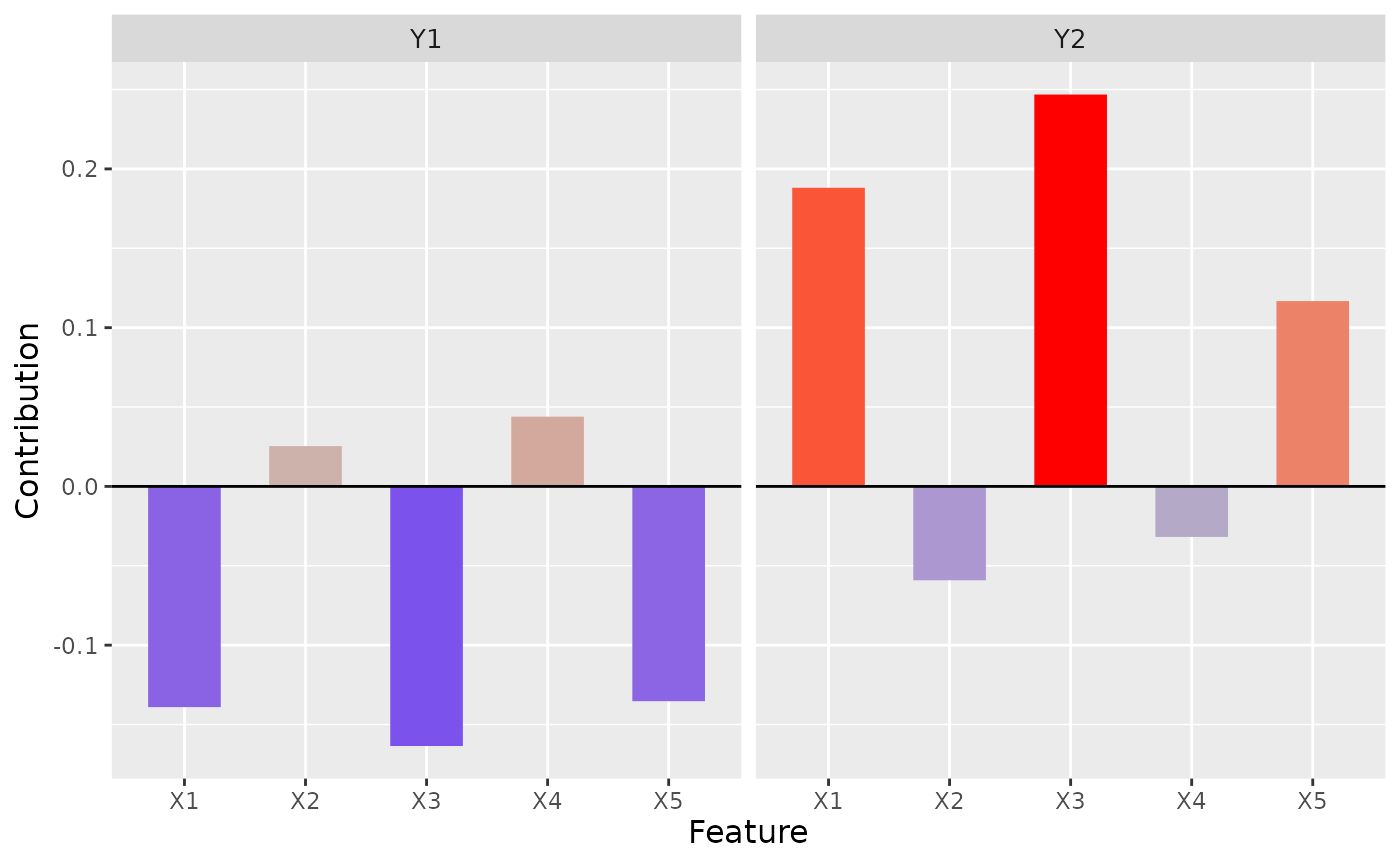 Y1
Y2
Contribution
0.2
0.1
0.0
-0.1
X1 X2 X3 X4 X5
X1 X2 X3 X4 X5
Feature